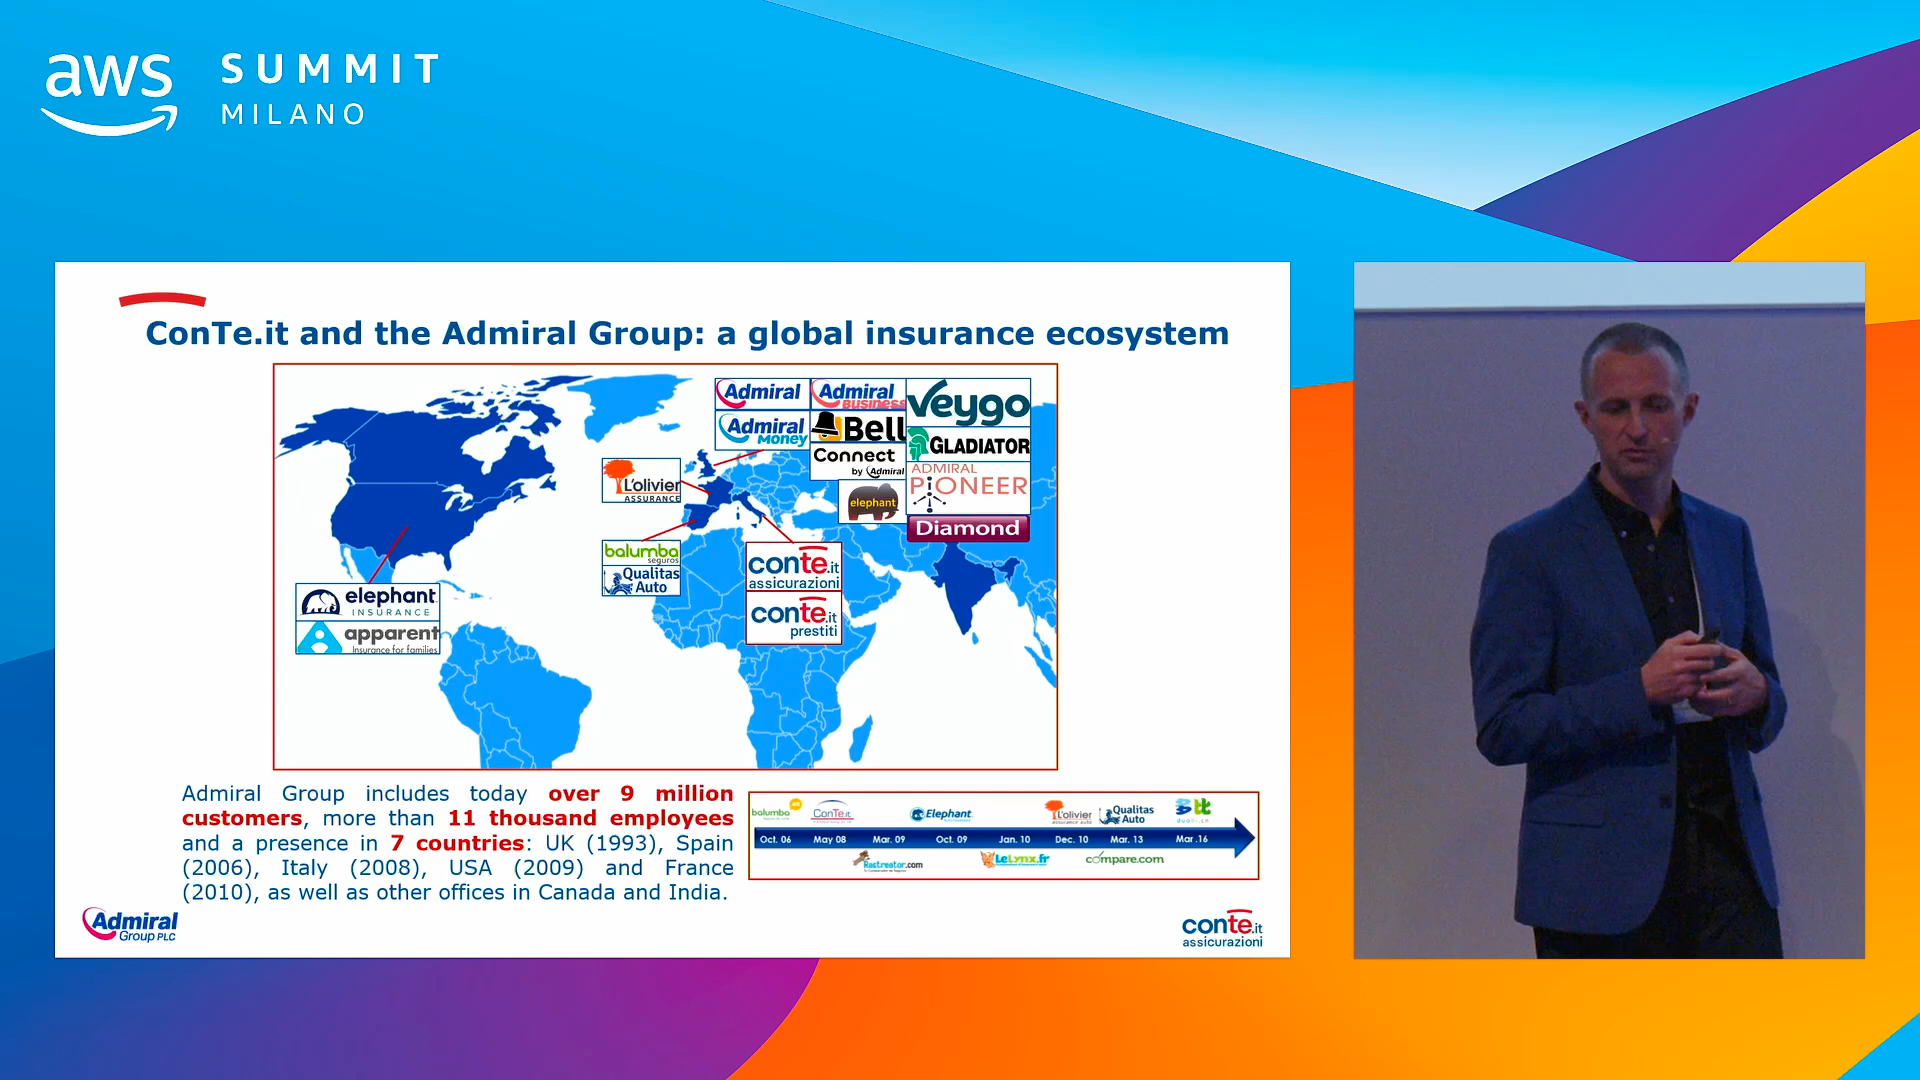 aws
SUMMIT
MILANO
ConTe.it and the Admiral Group: a global insurance ecosystem
Admiral
Admiral
Business
Veygo
Admiral
Money
Bell
GLADIATOR
Connect
by Admiral
ADMIRAL
PIONEER
L'olivier
ASSURANCE
elephant
Diamond
balumba
seguros
Qualitas
Auto
conte.it
assicurazioni
conte.it
prestiti
elephant
INSURANCE
apparent
Insurance for families
Admiral Group includes today over 9 million
customers, more than 11 thousand employees
and a presence in 7 countries: UK (1993), Spain
(2006), Italy (2008), USA (2009) and France
(2010), as well as other offices in Canada and India.
balumba
ConTe.it
Elephant
L'olivier
assurance auto
Qualitas
Auto
Oct. 06 May 08 Mar. 09 Oct. 09 Jan. 10 Dec. 10 Mar. 13 Mar .16
Rastreator.com
LeLynx.fr
compare.com
Admiral
Group PLC
conte.it
assicurazioni